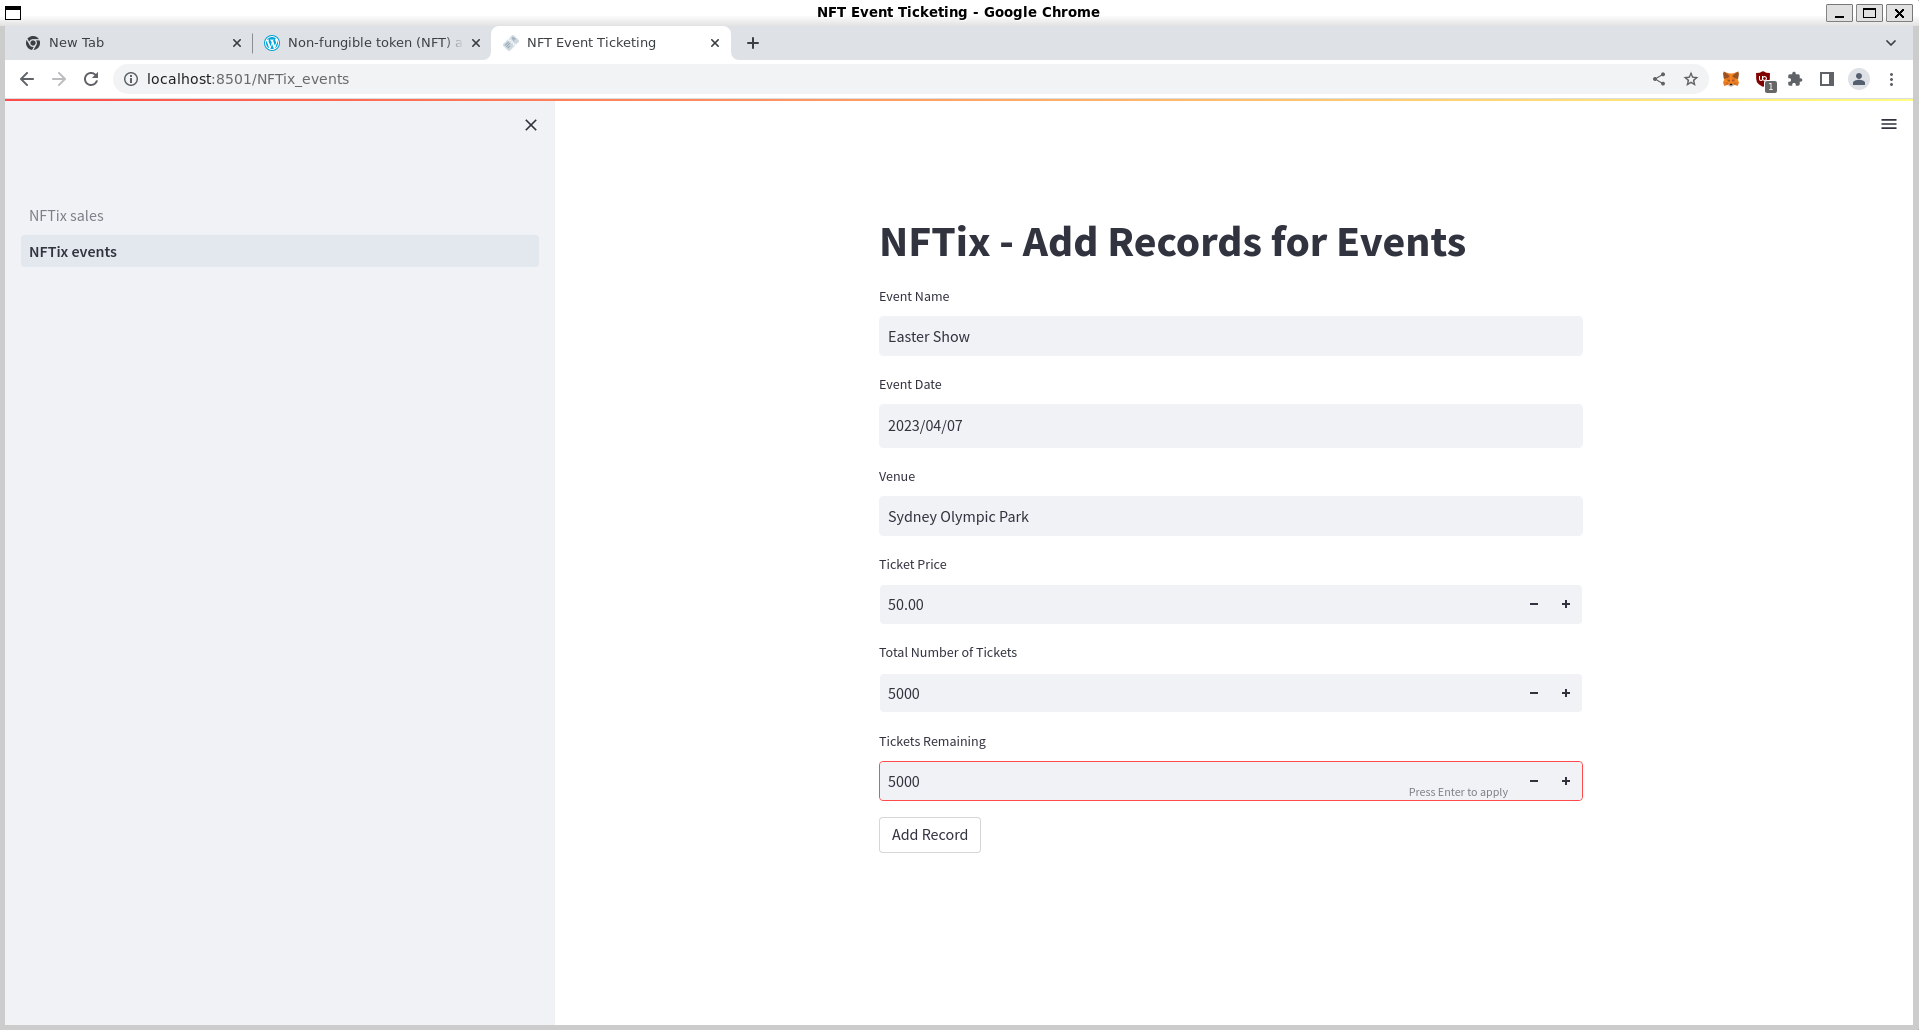 NFT Event Ticketing - Google Chrome
New Tab
Non-fungible token (NFT) a
NFT Event Ticketing
localhost:8501/NFTix_events
1
NFTix sales
NFTix events
NFTix - Add Records for Events
Event Name
Easter Show
Event Date
2023/04/07
Venue
Sydney Olympic Park
Ticket Price
50.00
Total Number of Tickets
5000
Tickets Remaining
5000
Press Enter to apply
Add Record